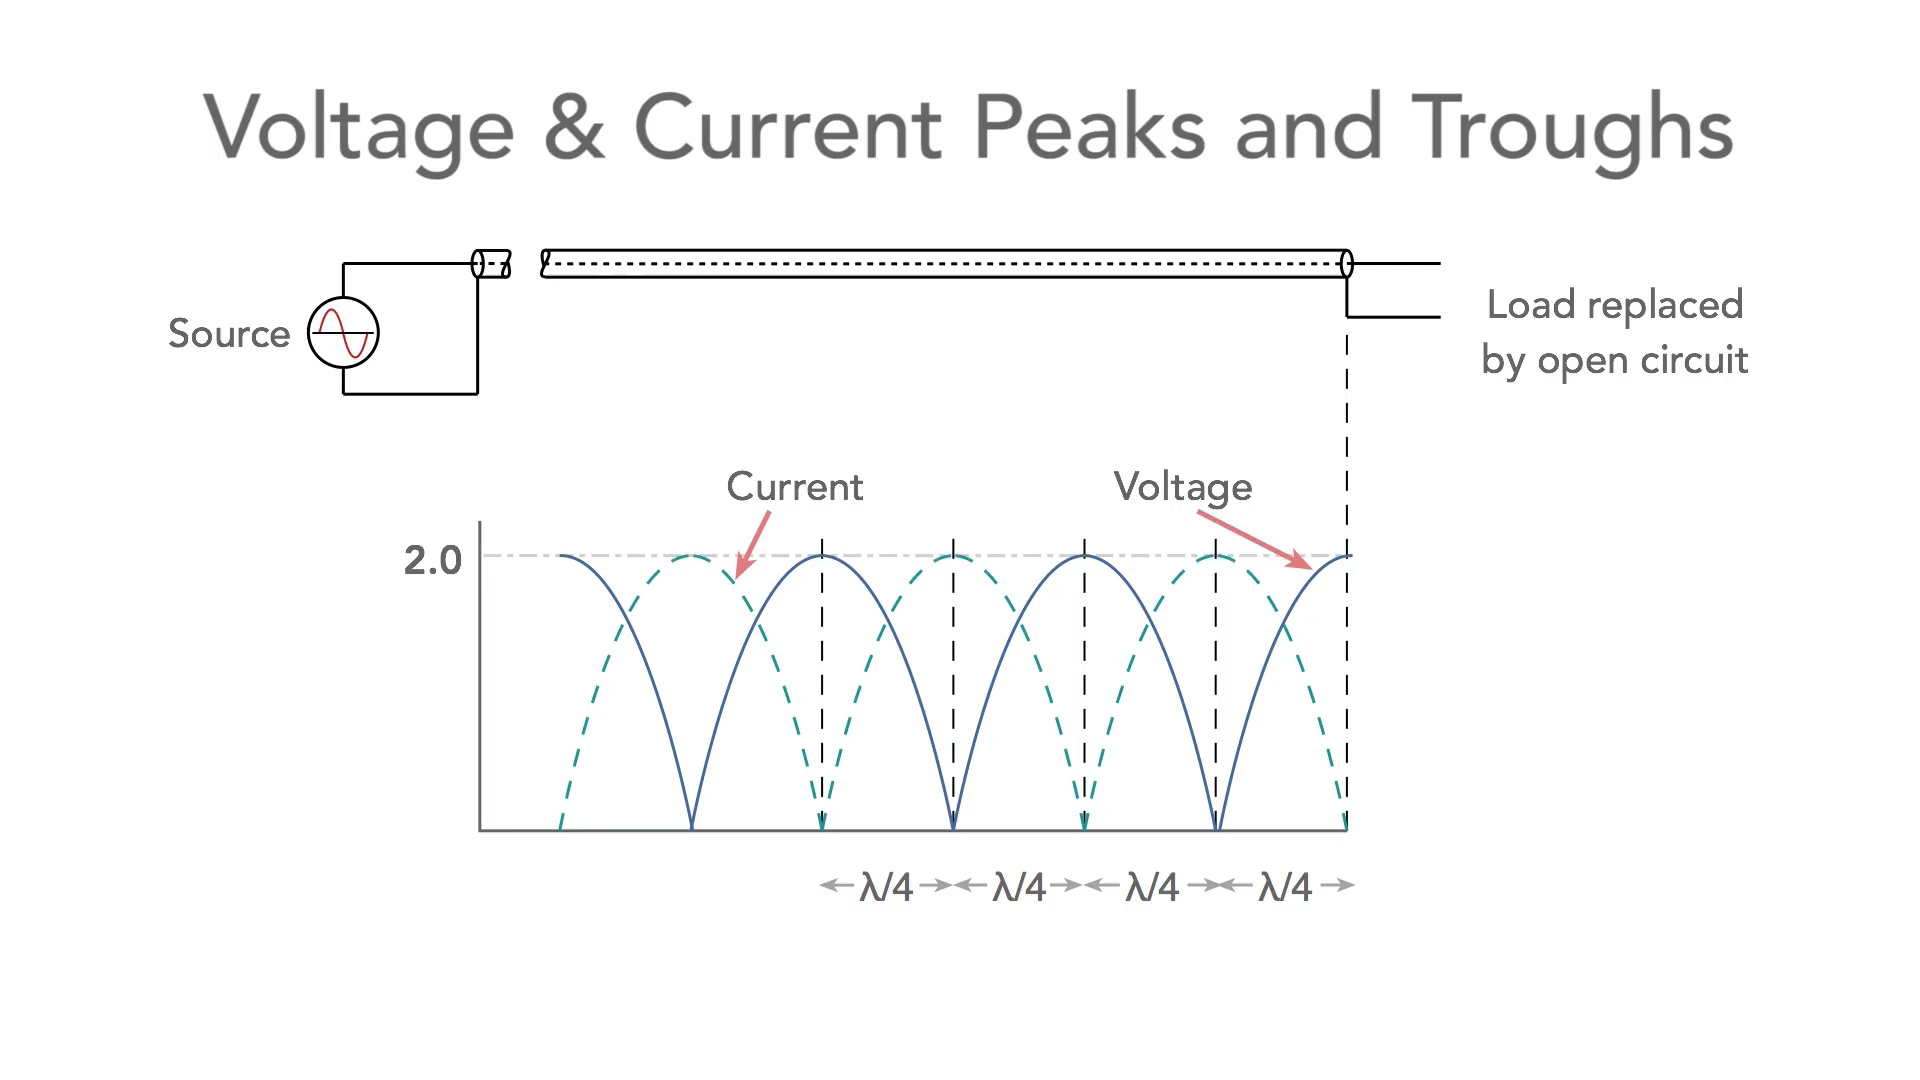 Voltage & Current Peaks and Troughs
Source
Load replaced
by open circuit
Current
Voltage
2.0
λ/4 λ/4 λ/4 λ/4